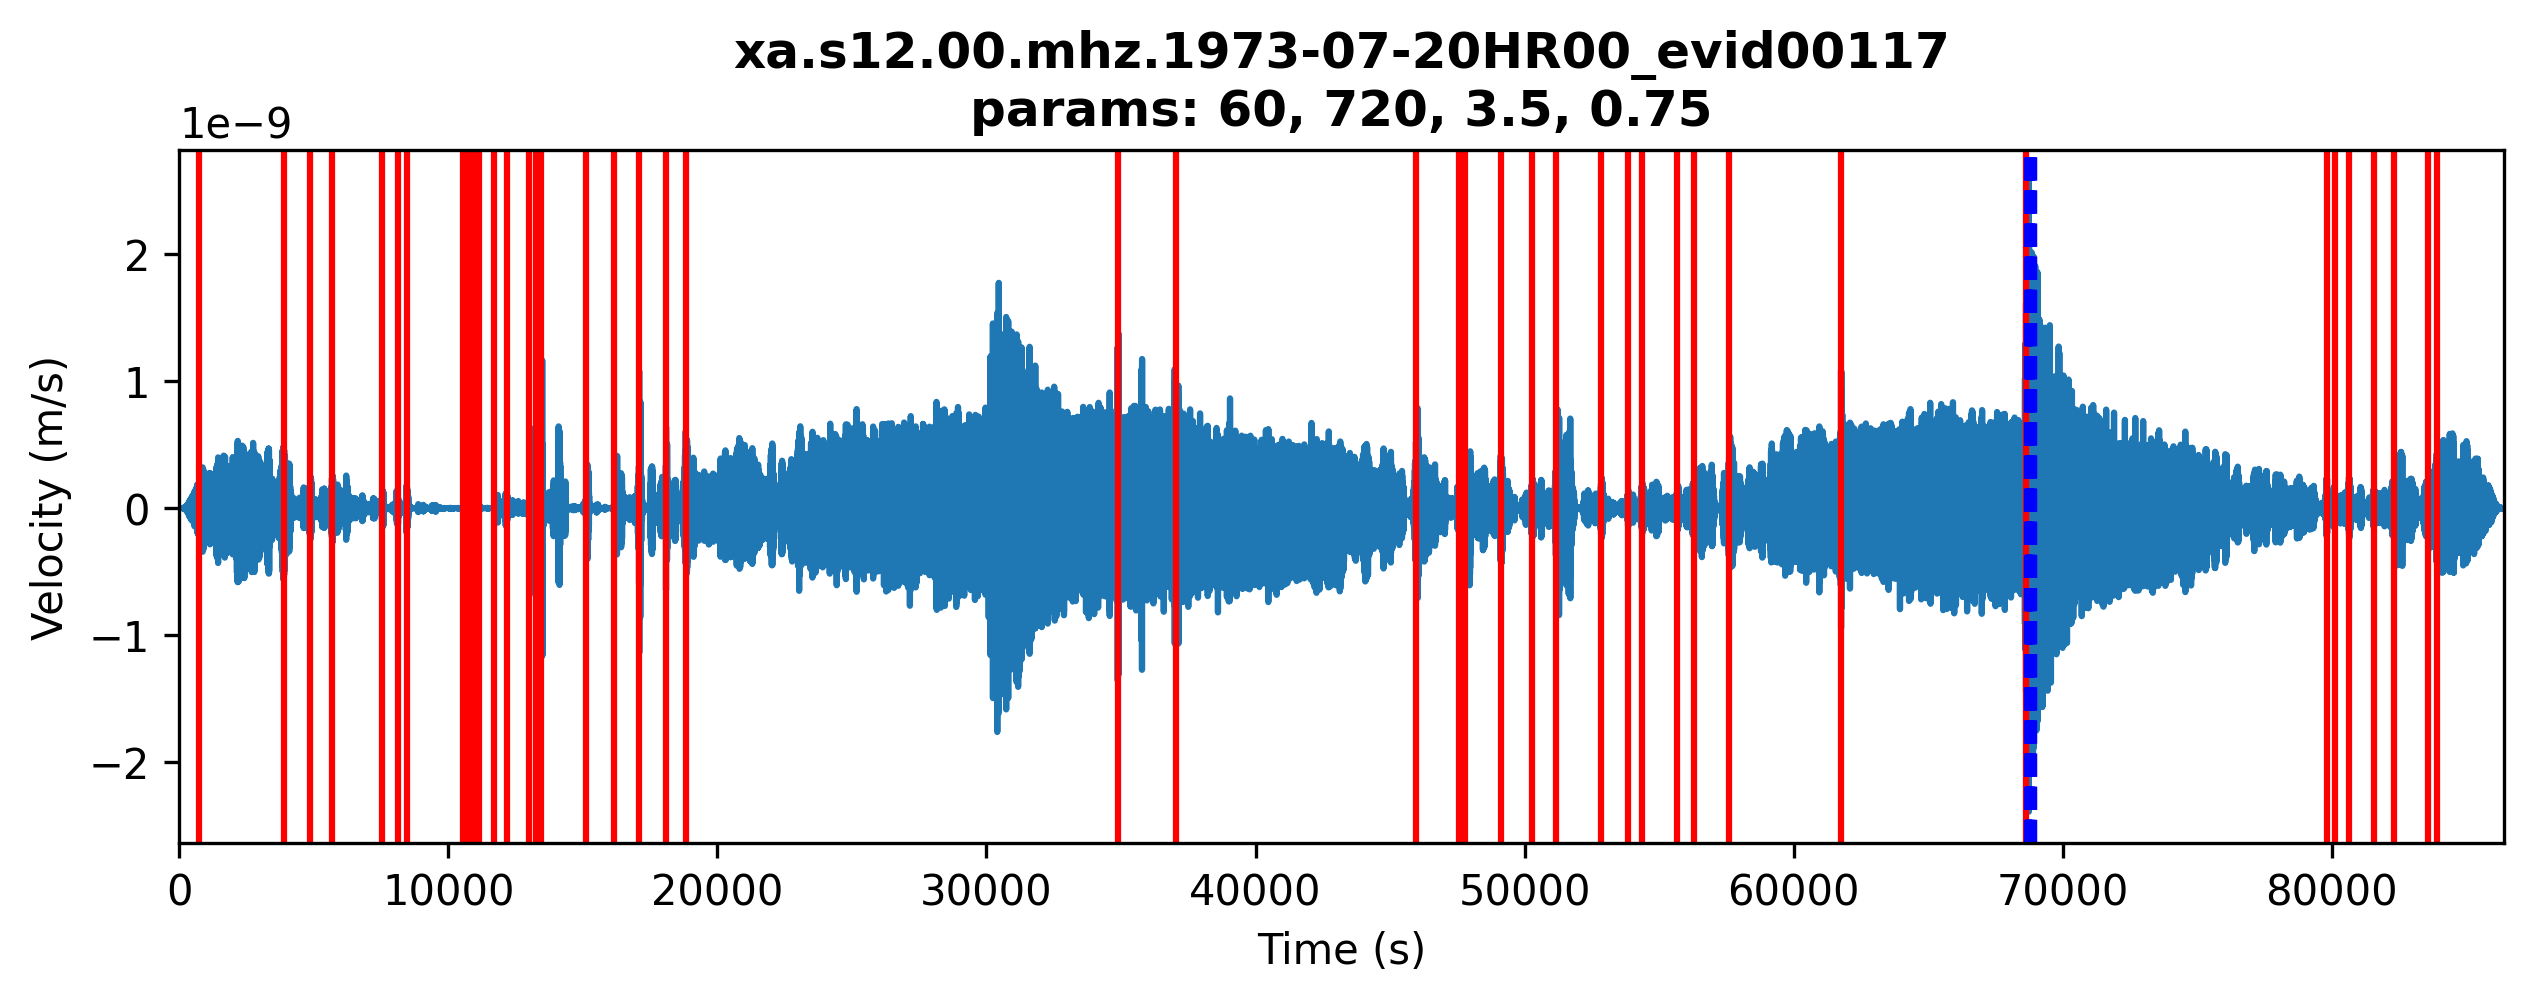 xa.s12.00.mhz.1973-07-20HR00_evid00117
params: 60, 720, 3.5, 0.75
1e−9
2
1
0
−1
−2
Velocity (m/s)
0 10000 20000 30000 40000 50000 60000 70000 80000
Time (s)